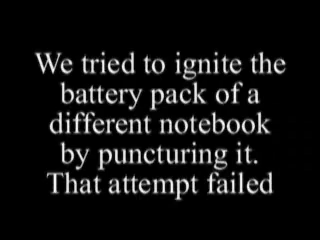 We tried to ignite the
battery pack of a
different notebook
by puncturing it.
That attempt failed